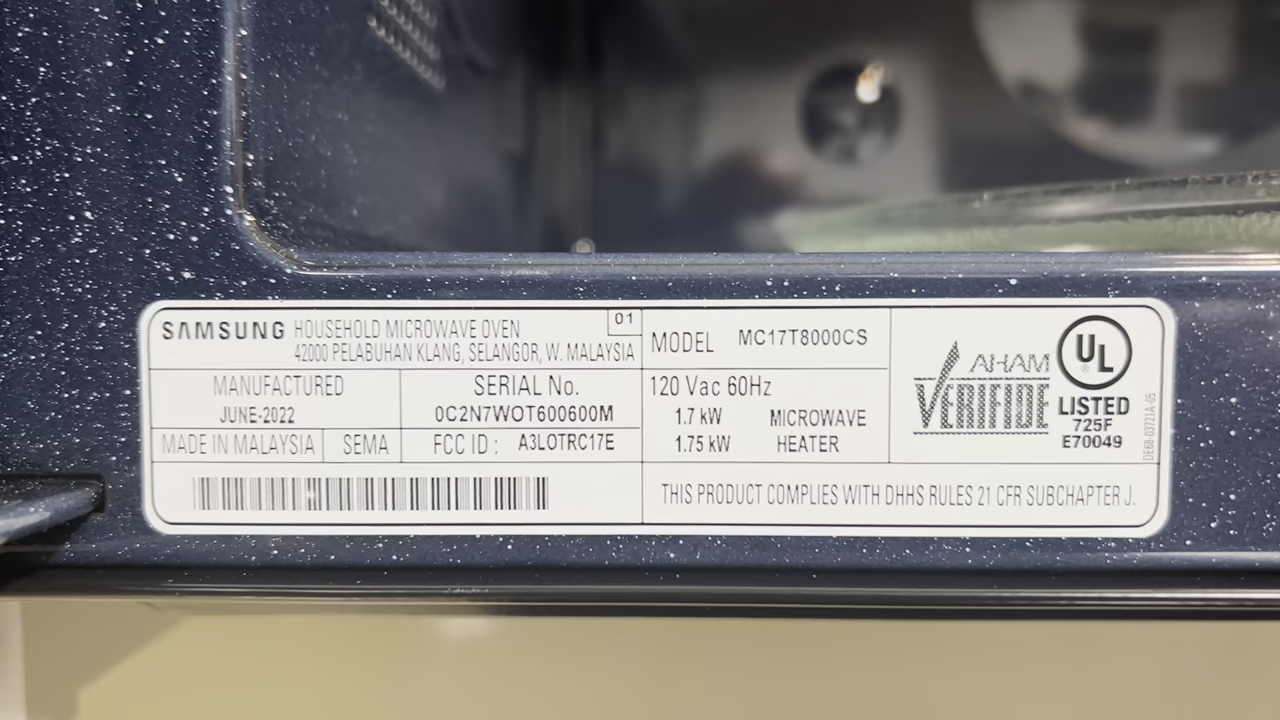 SAMSUNG HOUSEHOLD MICROWAVE OVEN 01
42000 PELABUHAN KLANG, SELANGOR, W. MALAYSIA
MANUFACTURED
JUNE-2022
SERIAL No.
0C2N7WOT600600M
MADE IN MALAYSIA
SEMA
FCC ID : A3LOTRC17E
MODEL MC17T8000CS
120 Vac 60Hz
1.7 kW MICROWAVE
1.75 kW HEATER
AHAM
VERIFIDE
UL
®
LISTED
725F
E70049
DE68-03721A-05
THIS PRODUCT COMPLIES WITH DHHS RULES 21 CFR SUBCHAPTER J.